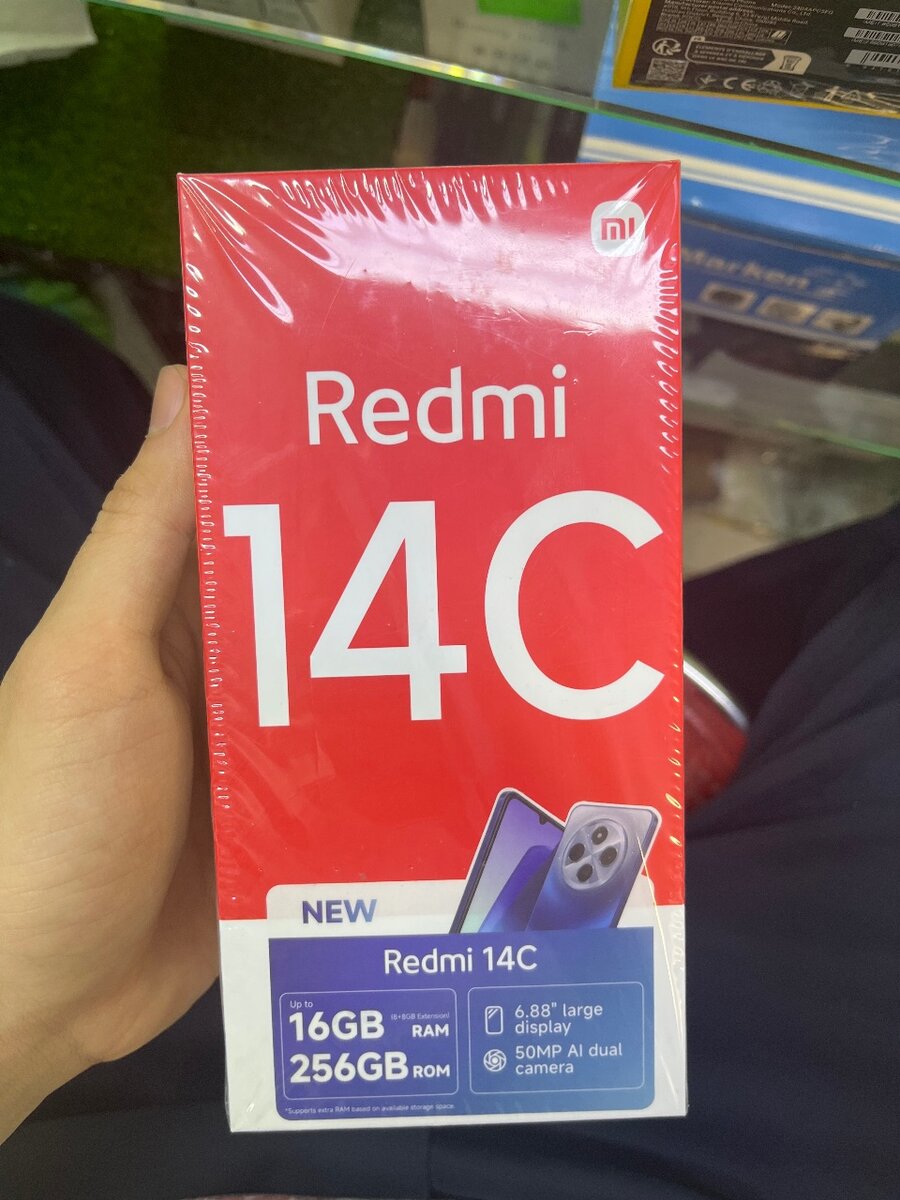 mi
Redmi
14C
NEW
Redmi 14C
Up to
16GB (8+8GB Extension) RAM
256GB ROM
6.88" large
display
50MP AI dual
camera
*Supports extra RAM based on available storage space.
Marken